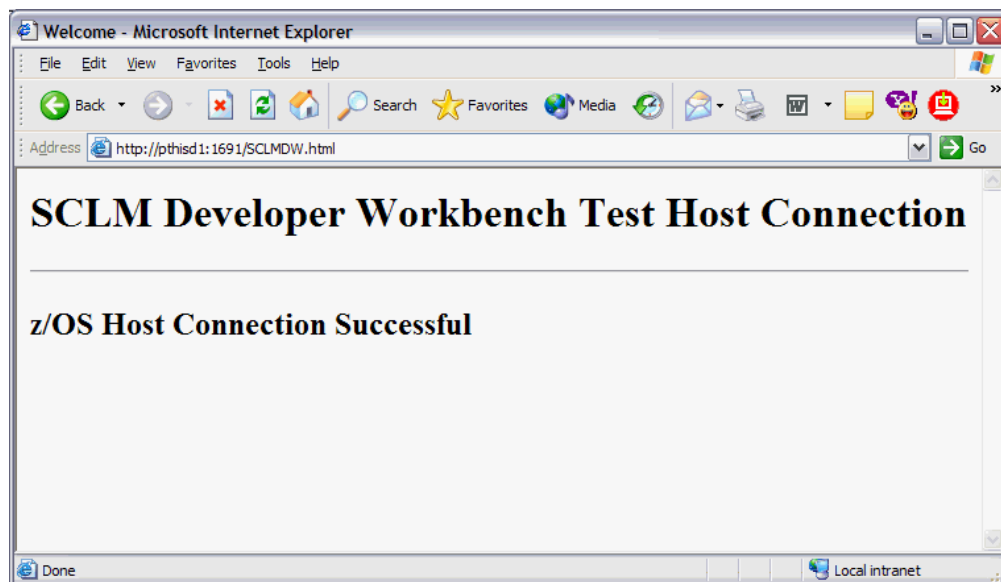 Welcome - Microsoft Internet Explorer
File Edit View Favorites Tools Help
Back Search Favorites Media W »
Address http://pthisd1:1691/SCLMDW.html Go
SCLM Developer Workbench Test Host Connection
z/OS Host Connection Successful
Done Local intranet